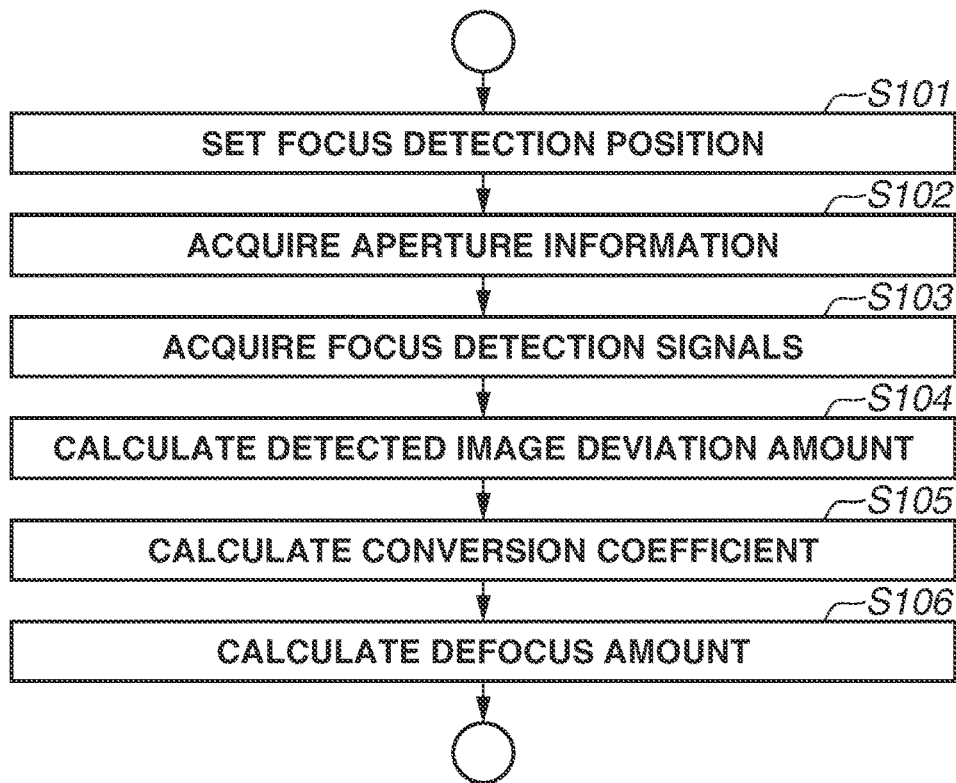 S101
SET FOCUS DETECTION POSITION
S102
ACQUIRE APERTURE INFORMATION
S103
ACQUIRE FOCUS DETECTION SIGNALS
S104
CALCULATE DETECTED IMAGE DEVIATION AMOUNT
S105
CALCULATE CONVERSION COEFFICIENT
S106
CALCULATE DEFOCUS AMOUNT